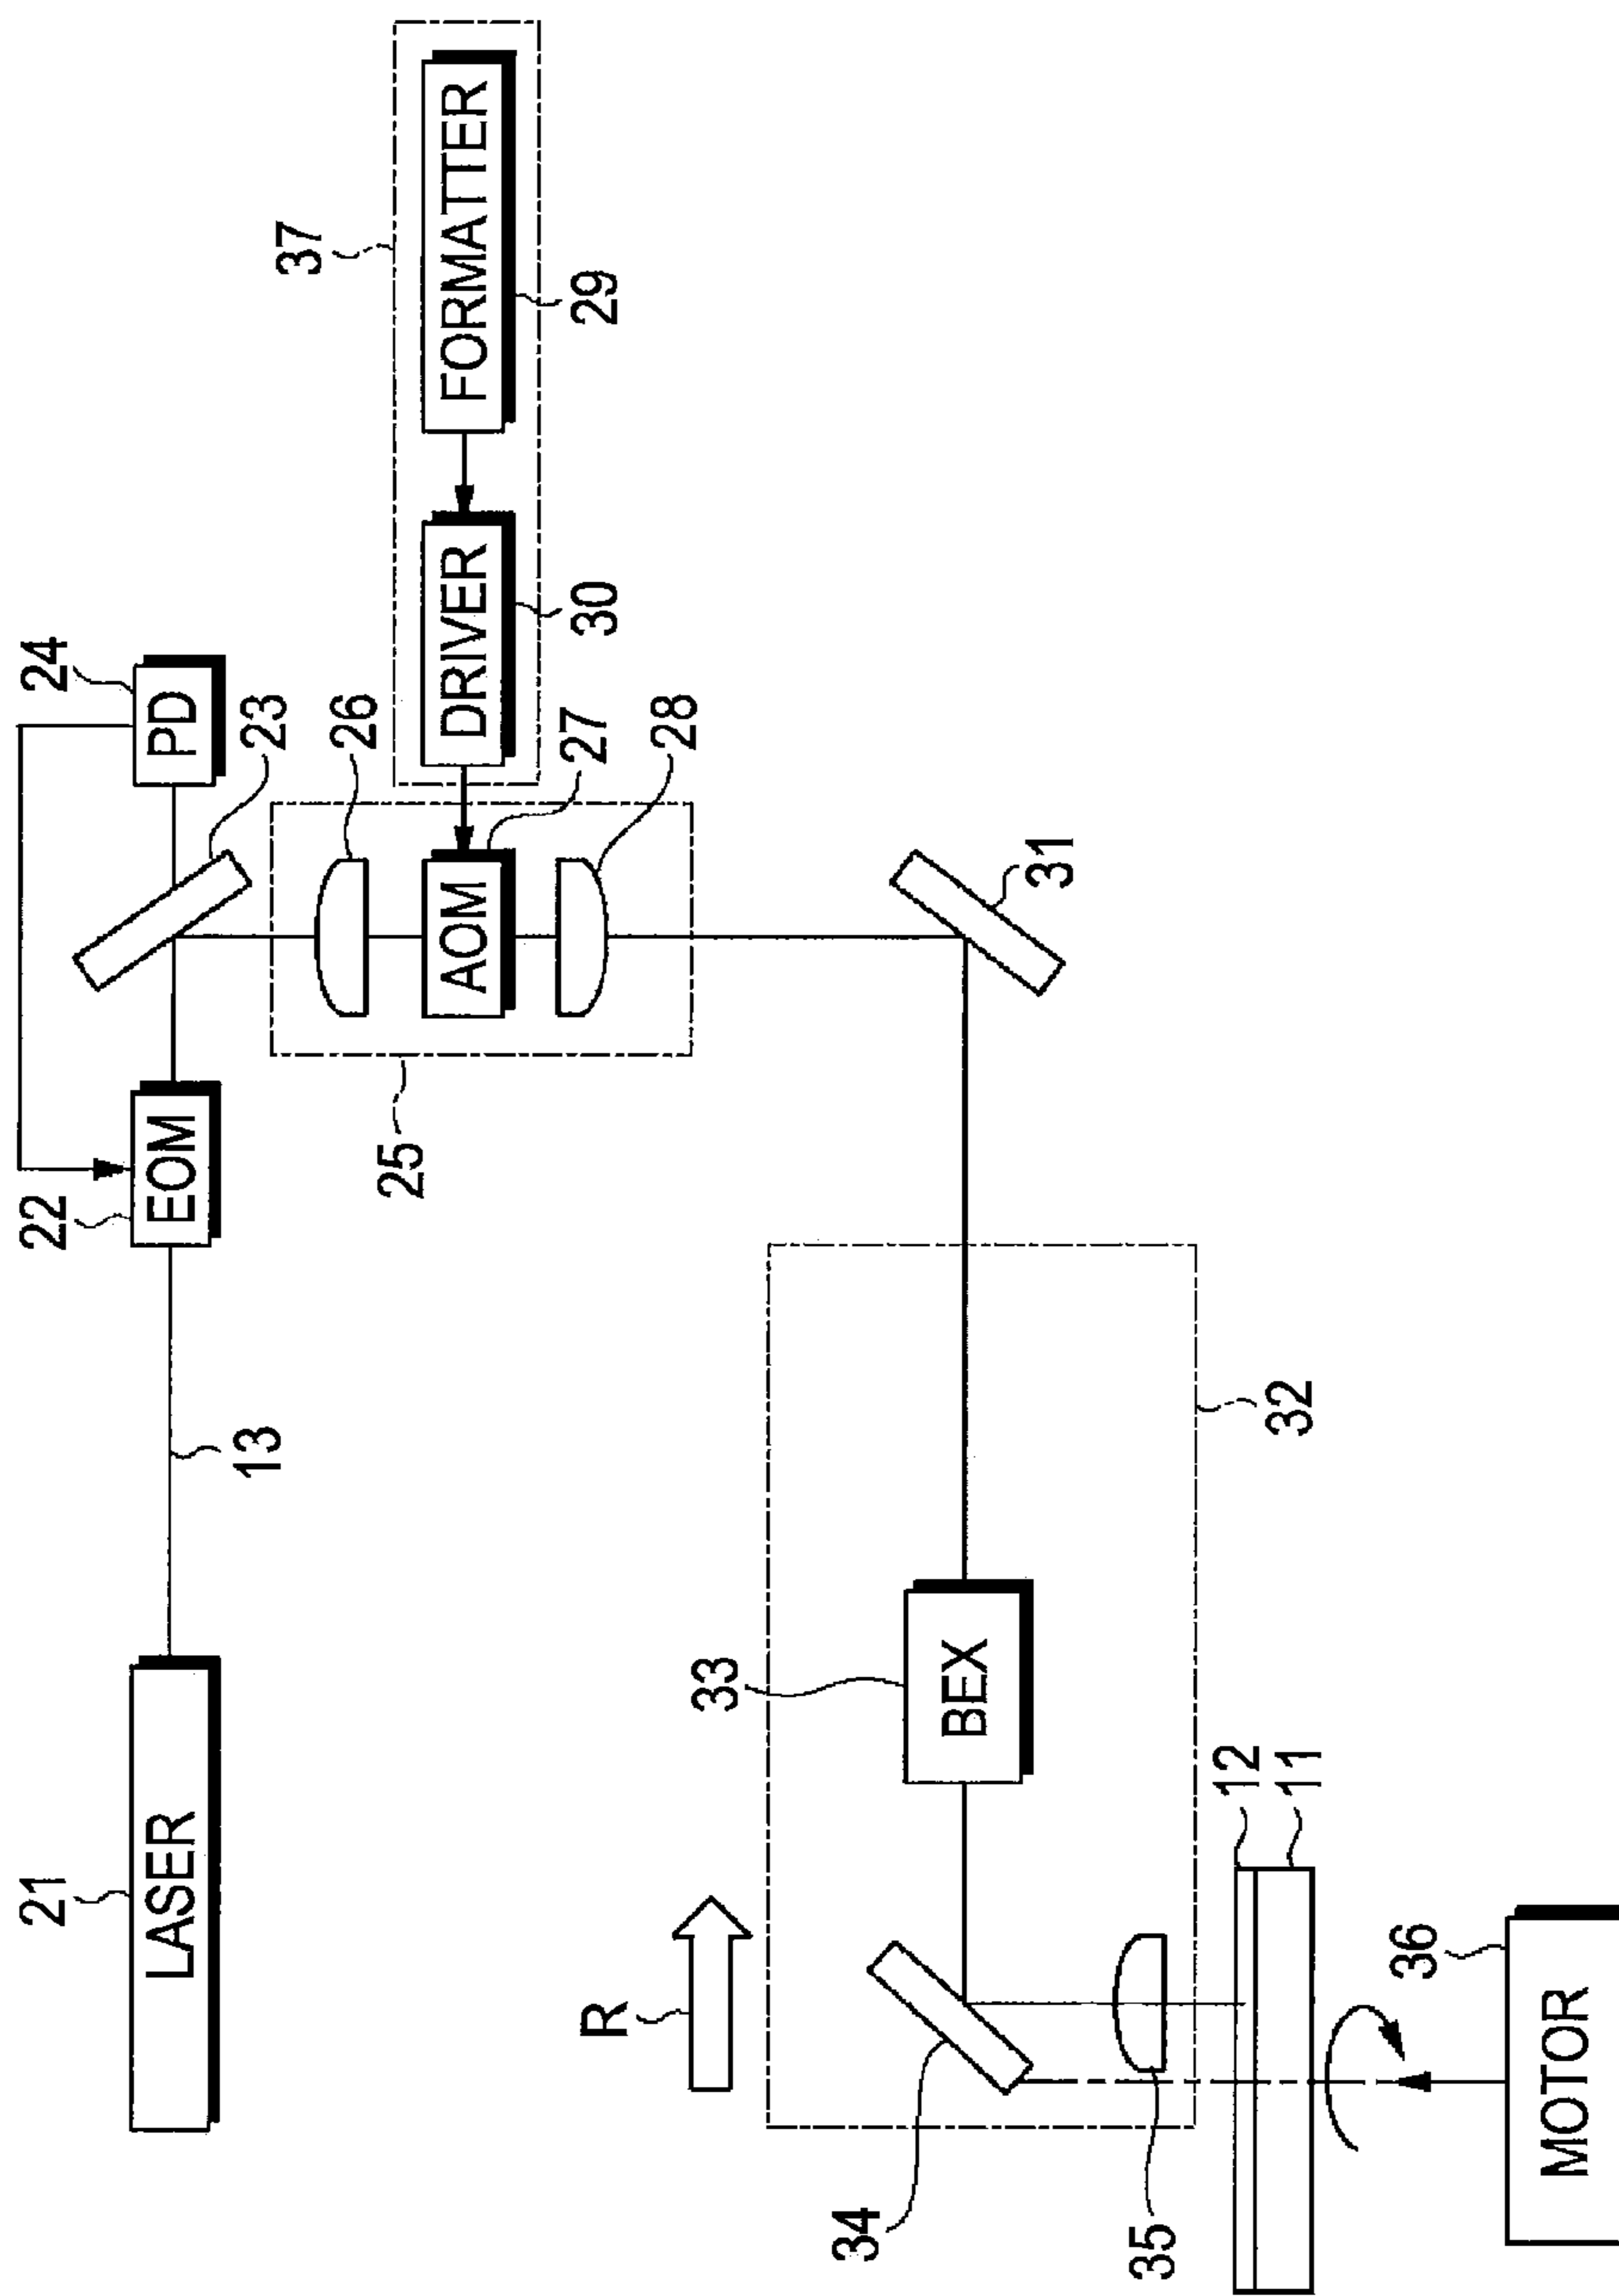 21
LASER
13
22
EOM
24
PD
23
25
26
AOM
27
28
37
DRIVER
30
FORMATTER
29
31
R
32
33
BEX
34
35
12
11
36
MOTOR